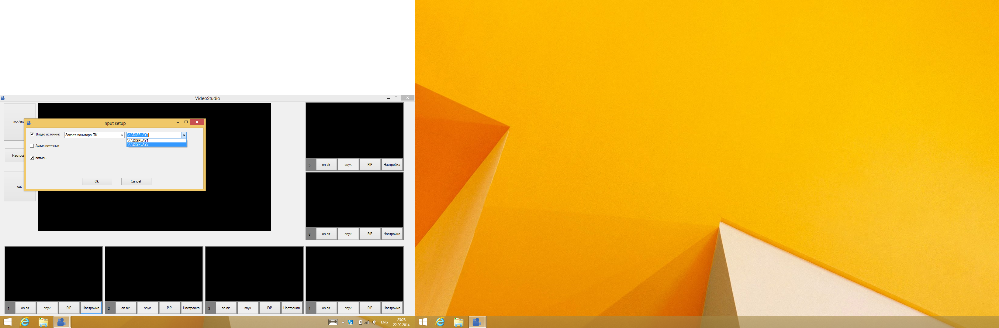 VideoStudio
rec/sto
Input setup
Видео источник
Захват монитора ПК
\\.\DISPLAY2
\\.\DISPLAY1
\\.\DISPLAY2
Аудио источник
Настрой
запись
Ok
Cancel
cut
5
on air
звук
PiP
Настройка
6
on air
звук
PiP
Настройка
1
on air
звук
PiP
Настройка
2
on air
звук
PiP
Настройка
3
on air
звук
PiP
Настройка
4
on air
звук
PiP
Настройка
ENG
23:28
22.09.2014